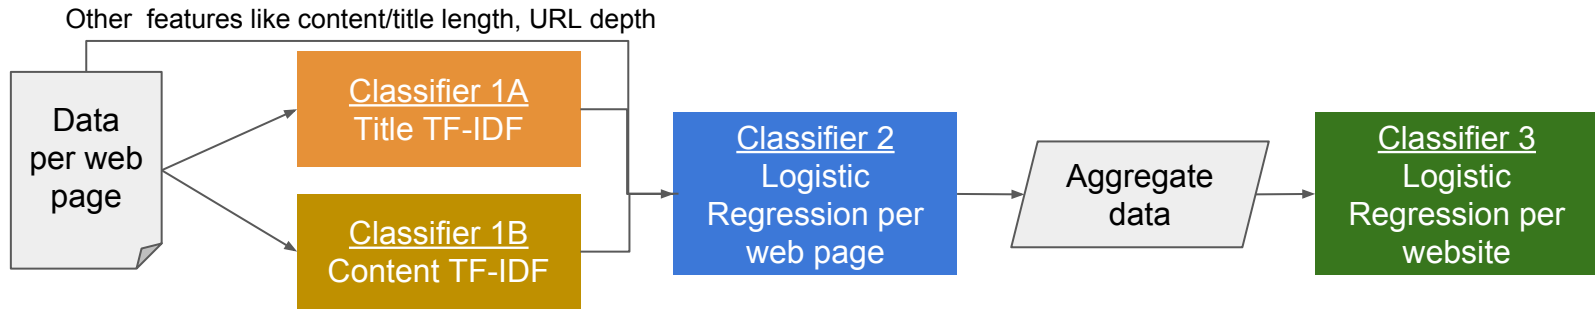 Other features like content/title length, URL depth
Data
per web
page
Classifier 1A
Title TF-IDF
Classifier 1B
Content TF-IDF
Classifier 2
Logistic
Regression per
web page
Aggregate
data
Classifier 3
Logistic
Regression per
website